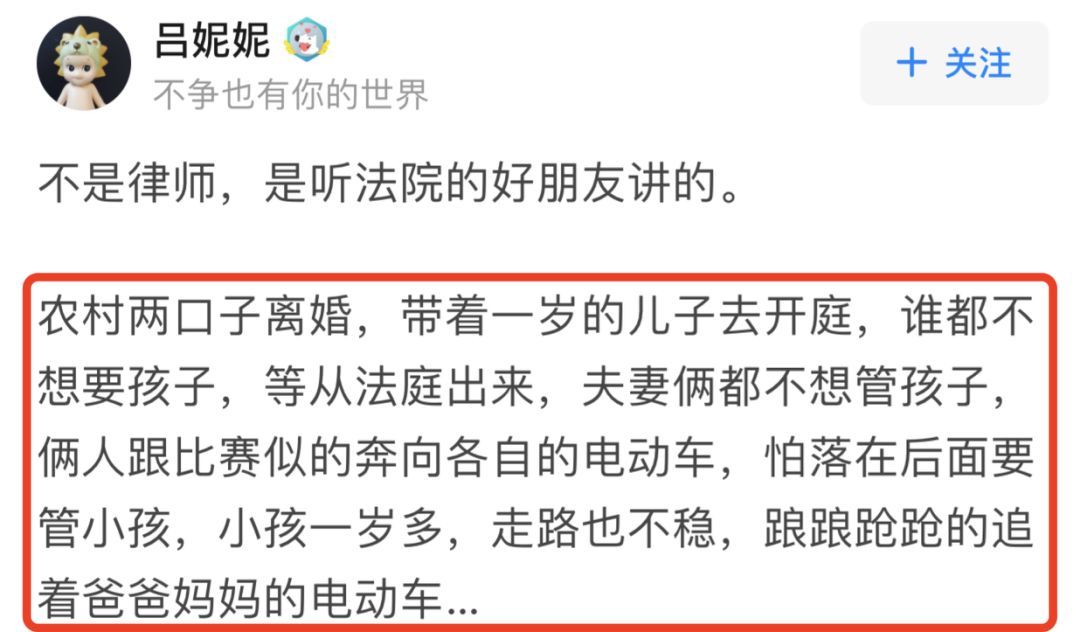 吕妮妮
不争也有你的世界
+ 关注
不是律师，是听法院的好朋友讲的。
农村两口子离婚，带着一岁的儿子去开庭，谁都不
想要孩子，等从法庭出来，夫妻俩都不想管孩子，
俩人跟比赛似的奔向各自的电动车，怕落在后面要
管小孩，小孩一岁多，走路也不稳，踉踉跄跄的追
着爸爸妈妈的电动车...